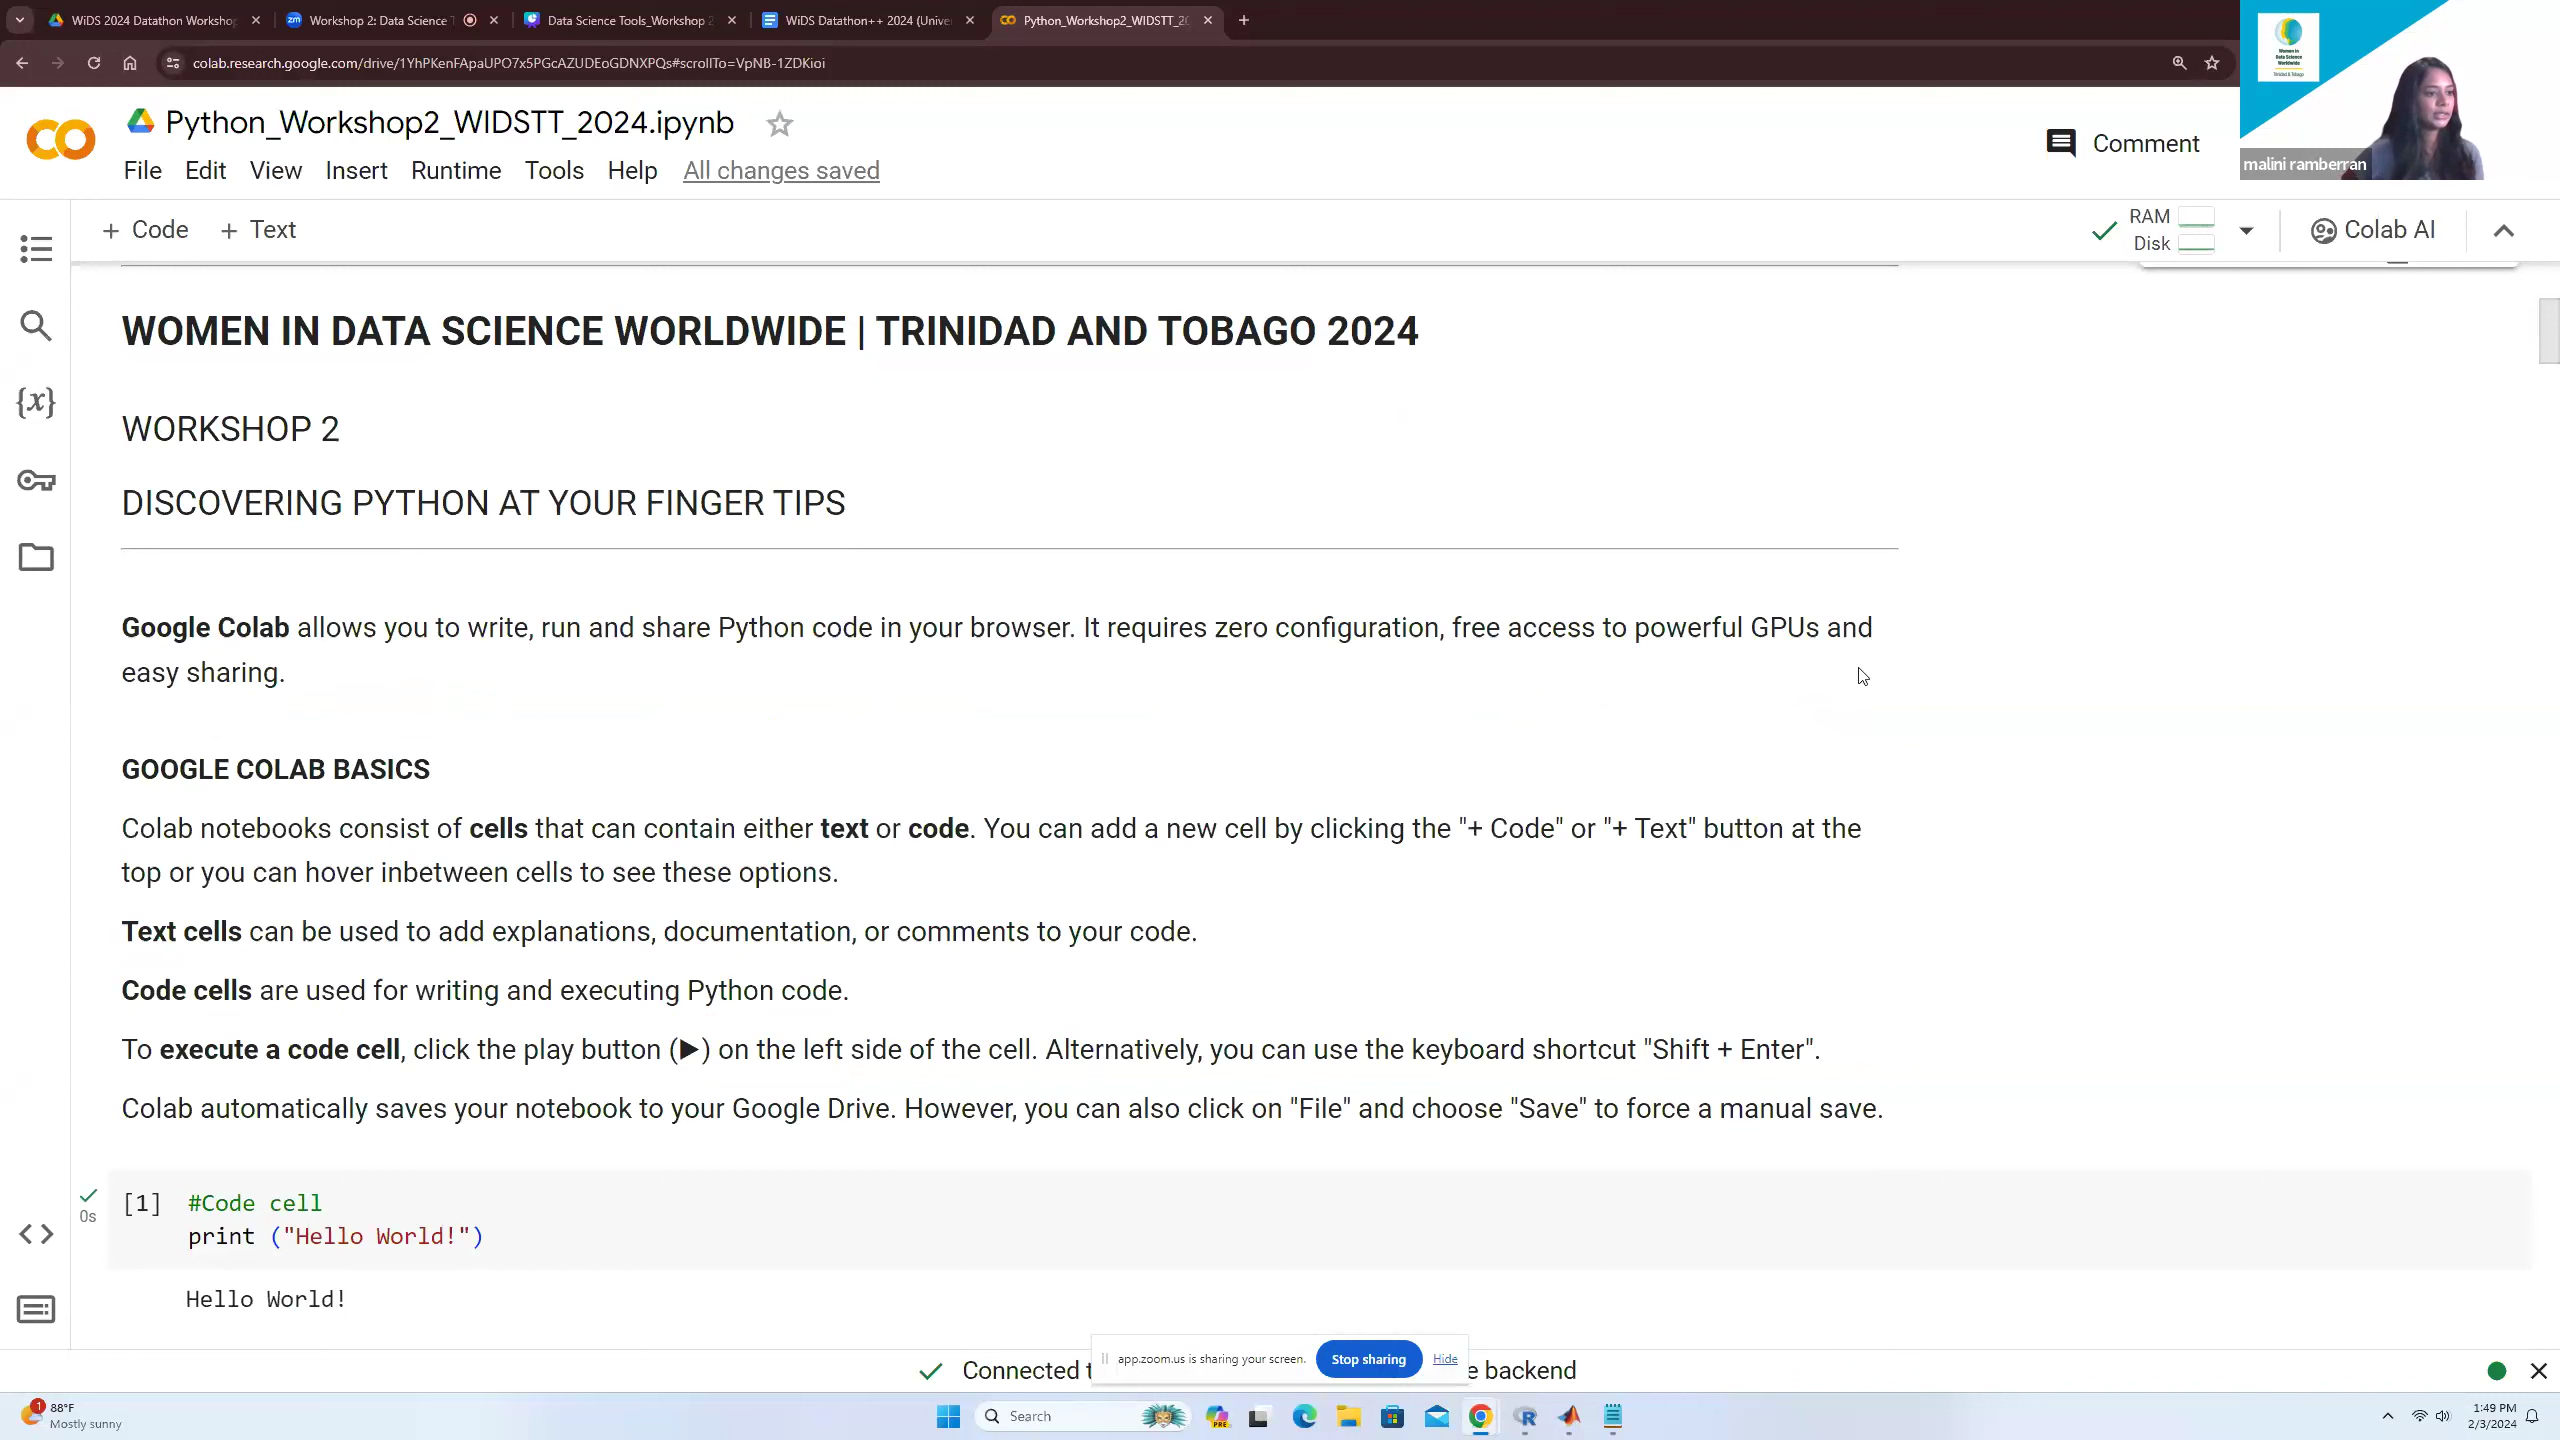 WiDS 2024 Datathon Workshop
Workshop 2: Data Science T
Data Science Tools_Workshop 2
WiDS Datathon++ 2024 (Unive
Python_Workshop2_WIDSTT_20
colab.research.google.com/drive/1YhPKenFApaUPO7x5PGcAZUDEoGDNXPQs#scrollTo=VpNB-1ZDKioi
Women in
Data Science
Worldwide
Trinidad & Tobago
malini ramberran
Python_Workshop2_WIDSTT_2024.ipynb
Comment
File Edit View Insert Runtime Tools Help All changes saved
+ Code + Text
RAM
Disk
Colab AI
WOMEN IN DATA SCIENCE WORLDWIDE | TRINIDAD AND TOBAGO 2024
WORKSHOP 2
DISCOVERING PYTHON AT YOUR FINGER TIPS
Google Colab allows you to write, run and share Python code in your browser. It requires zero configuration, free access to powerful GPUs and
easy sharing.
GOOGLE COLAB BASICS
Colab notebooks consist of cells that can contain either text or code. You can add a new cell by clicking the "+ Code" or "+ Text" button at the
top or you can hover inbetween cells to see these options.
Text cells can be used to add explanations, documentation, or comments to your code.
Code cells are used for writing and executing Python code.
To execute a code cell, click the play button (▶) on the left side of the cell. Alternatively, you can use the keyboard shortcut "Shift + Enter".
Colab automatically saves your notebook to your Google Drive. However, you can also click on "File" and choose "Save" to force a manual save.
0s
[1] #Code cell
print ("Hello World!")
Hello World!
Connected t
app.zoom.us is sharing your screen. Stop sharing Hide
e backend
1
88°F
Mostly sunny
Search
PRE
1:49 PM
2/3/2024